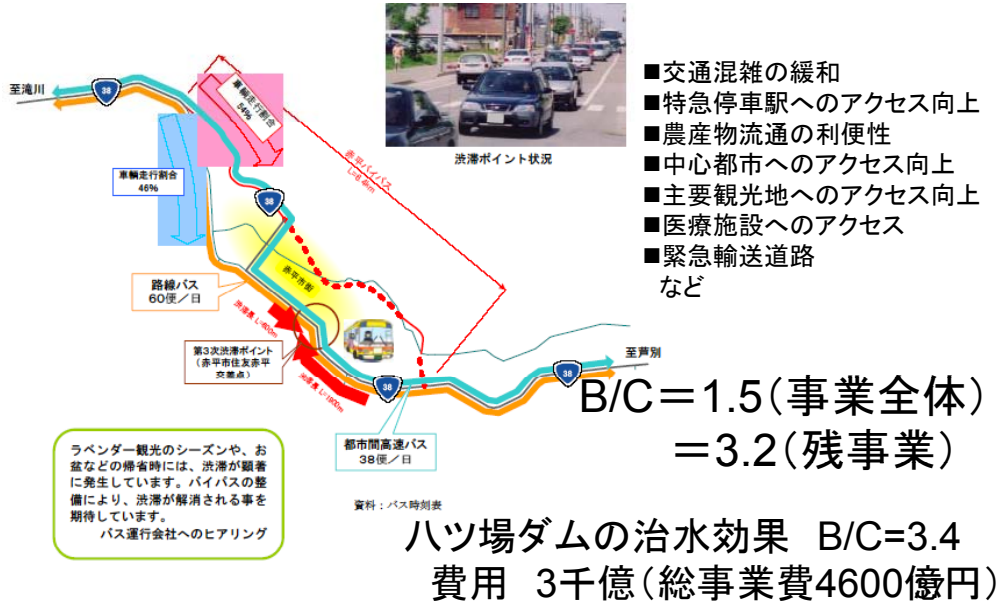 至滝川
38
車輌走行割合
54%
車輌走行割合
46%
38
赤平バイパス
渋滞ポイント状況
■交通混雑の緩和
■特急停車駅へのアクセス向上
■農産物流通の利便性
■中心都市へのアクセス向上
■主要観光地へのアクセス向上
■医療施設へのアクセス
■緊急輸送道路
など
赤平市街
路線バス
60便／日
渋滞長 L=600m
第3次渋滞ポイント
（赤平市住友赤平
交差点）
渋滞長 L=1900m
38
38
至芦別
都市間高速バス
38便／日
B/C＝1.5（事業全体）
＝3.2（残事業）
ラベンダー観光のシーズンや、お
盆などの帰省時には、渋滞が顕著
に発生しています。バイパスの整
備により、渋滞が解消される事を
期待しています。
バス運行会社へのヒアリング
資料：バス時刻表
八ツ場ダムの治水効果 B/C=3.4
費用 3千億（総事業費4600億円）